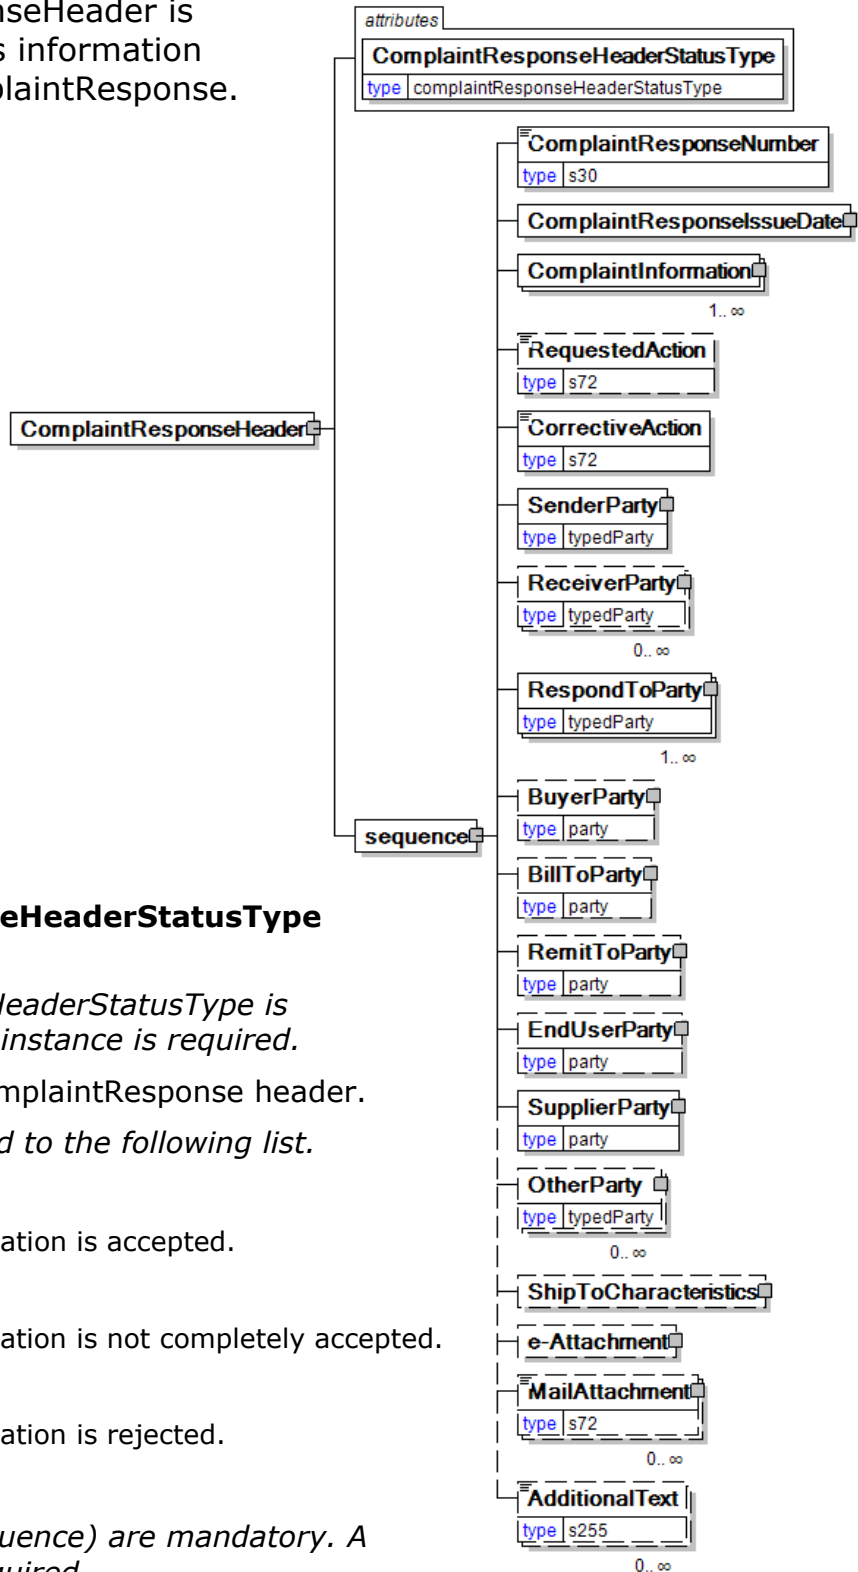 nseHeader is
s information
plaintResponse.
attributes
ComplaintResponseHeaderStatusType
type complaintResponseHeaderStatusType
ComplaintResponseNumber
type s30
ComplaintResponseIssueDate
ComplaintInformation
1.. ∞
RequestedAction
type s72
ComplaintResponseHeader
CorrectiveAction
type s72
SenderParty
type typedParty
ReceiverParty
type typedParty
0.. ∞
RespondToParty
type typedParty
1.. ∞
BuyerParty
type party
sequence
BillToParty
type party
eHeaderStatusType
RemitToParty
type party
HeaderStatusType is
instance is required.
EndUserParty
type party
mplaintResponse header.
SupplierParty
type party
d to the following list.
OtherParty
type typedParty
0.. ∞
ation is accepted.
ShipToCharacteristics
e-Attachment
ation is not completely accepted.
MailAttachment
type s72
0.. ∞
ation is rejected.
AdditionalText
type s255
0.. ∞
uence) are mandatory. A
quired.